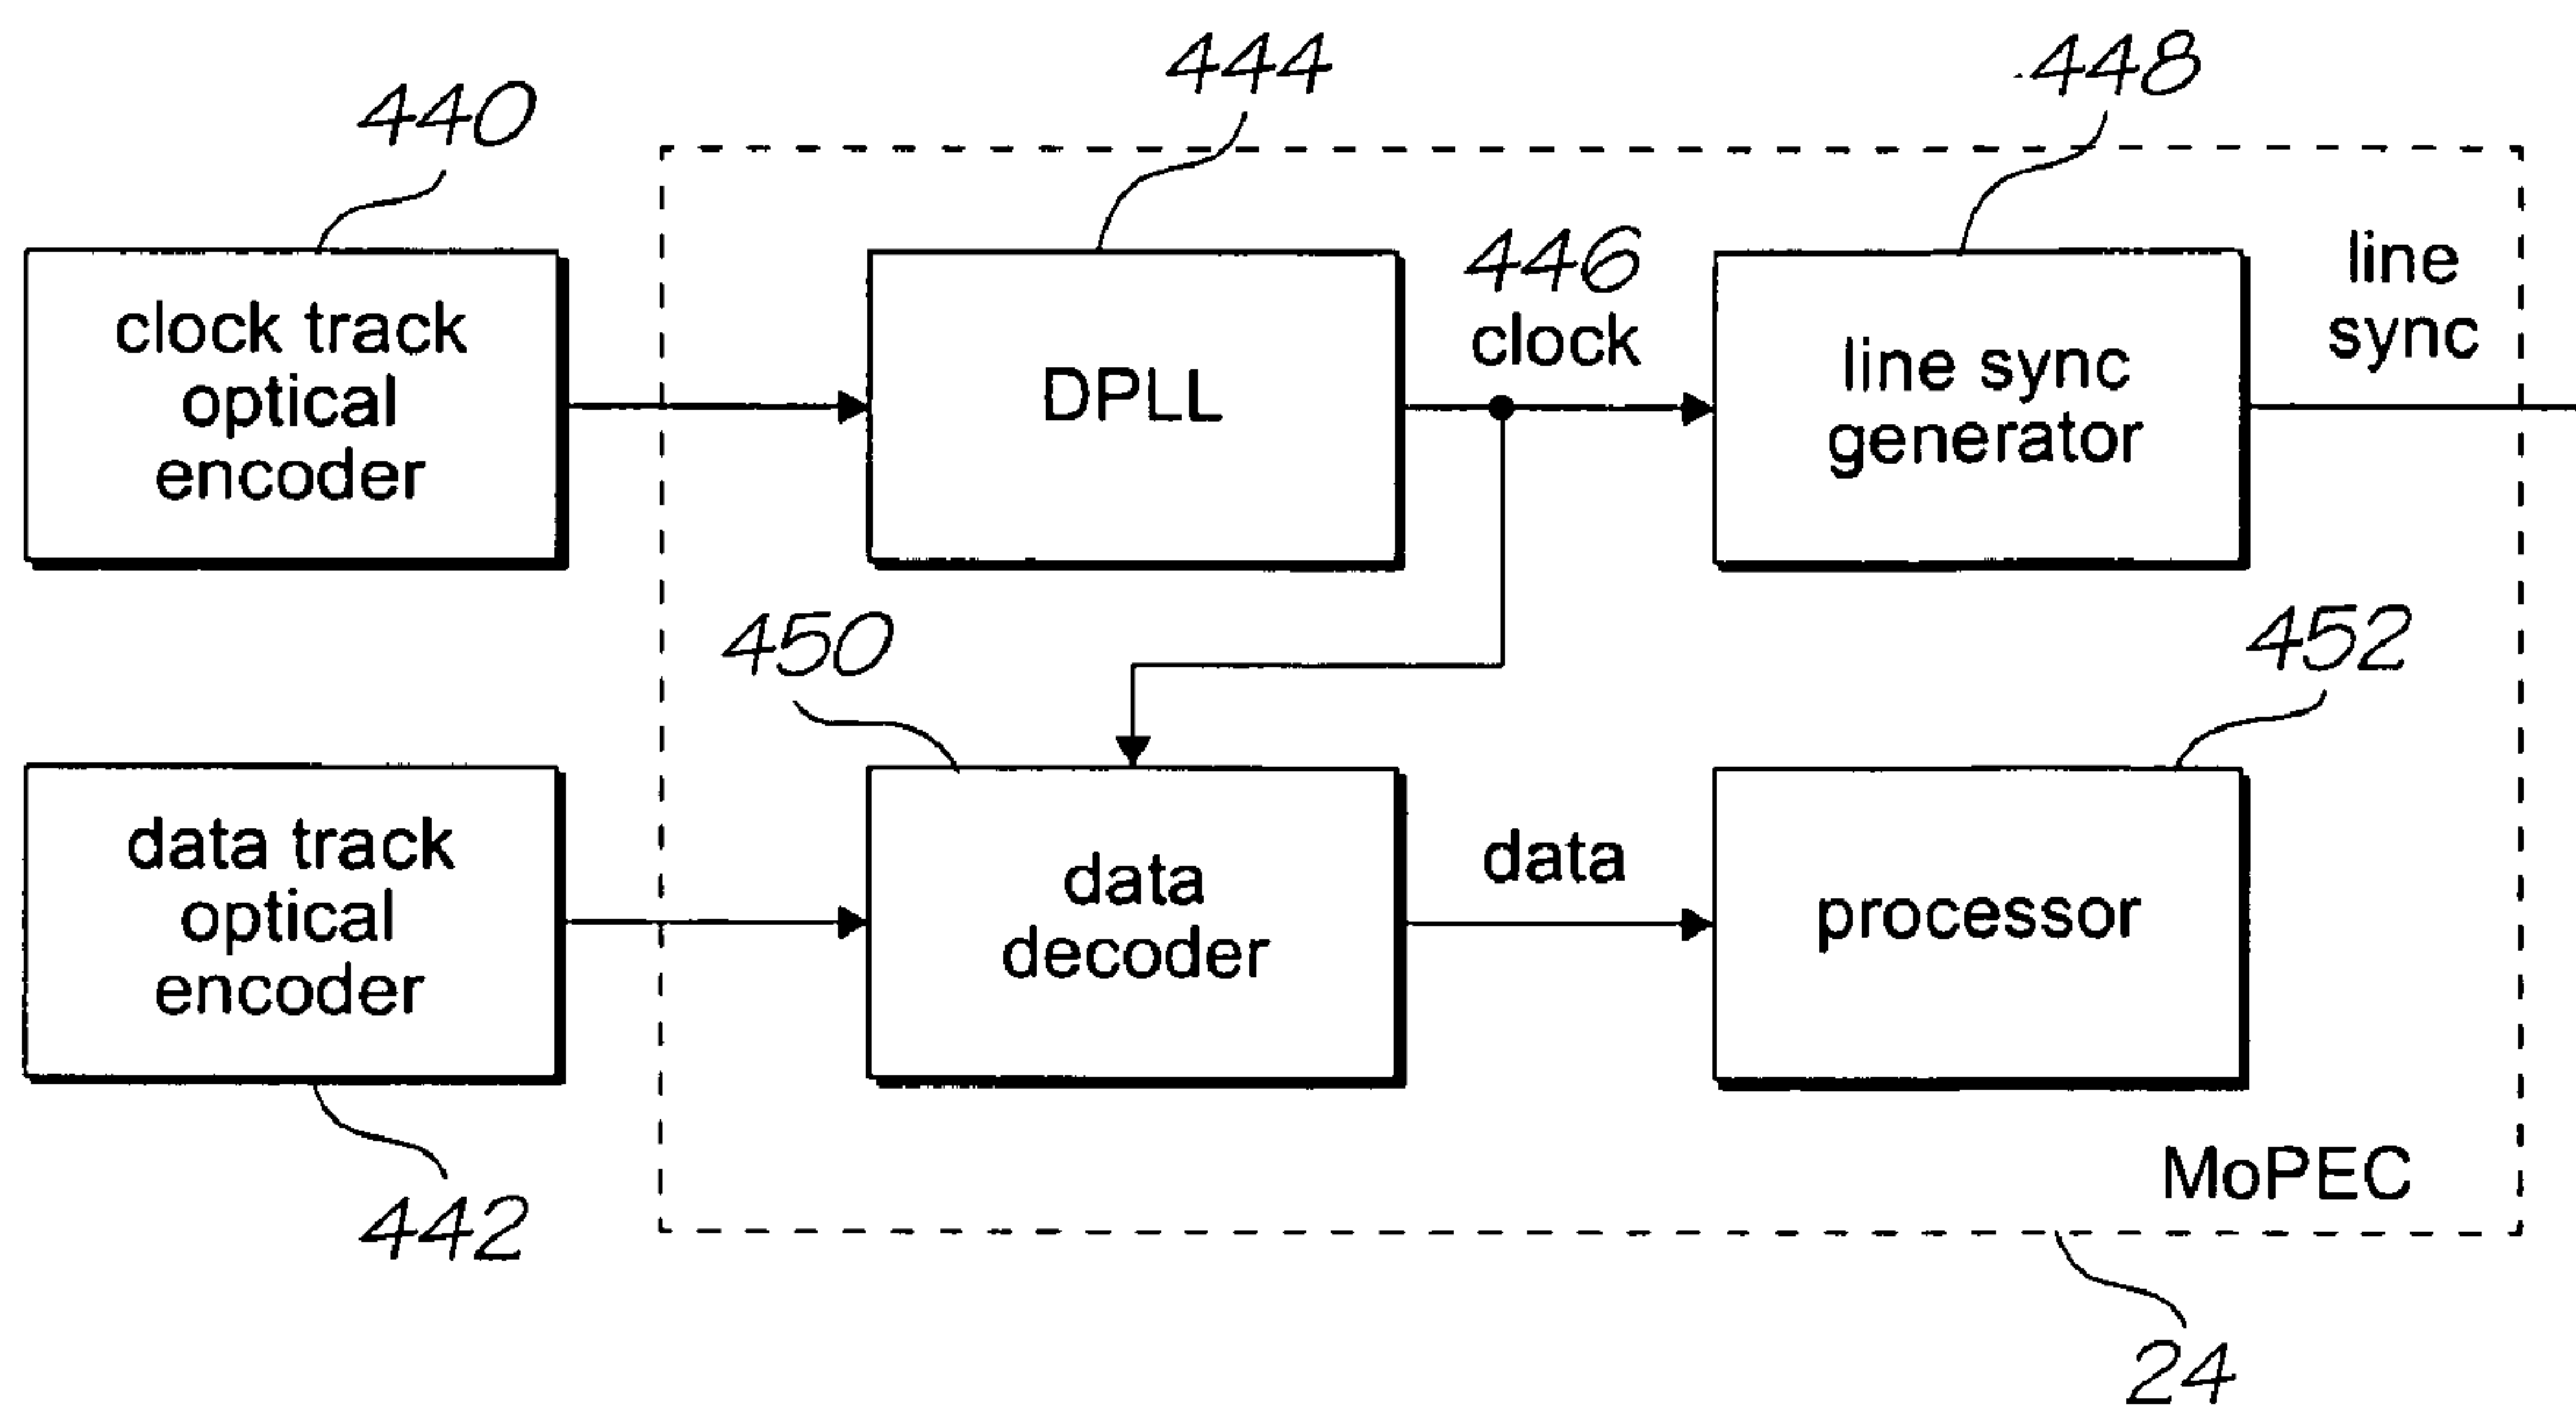 440
444
448
clock track
optical
encoder
DPLL
446
clock
line sync
generator
line
sync
450
452
data track
optical
encoder
data
decoder
data
processor
MoPEC
442
24